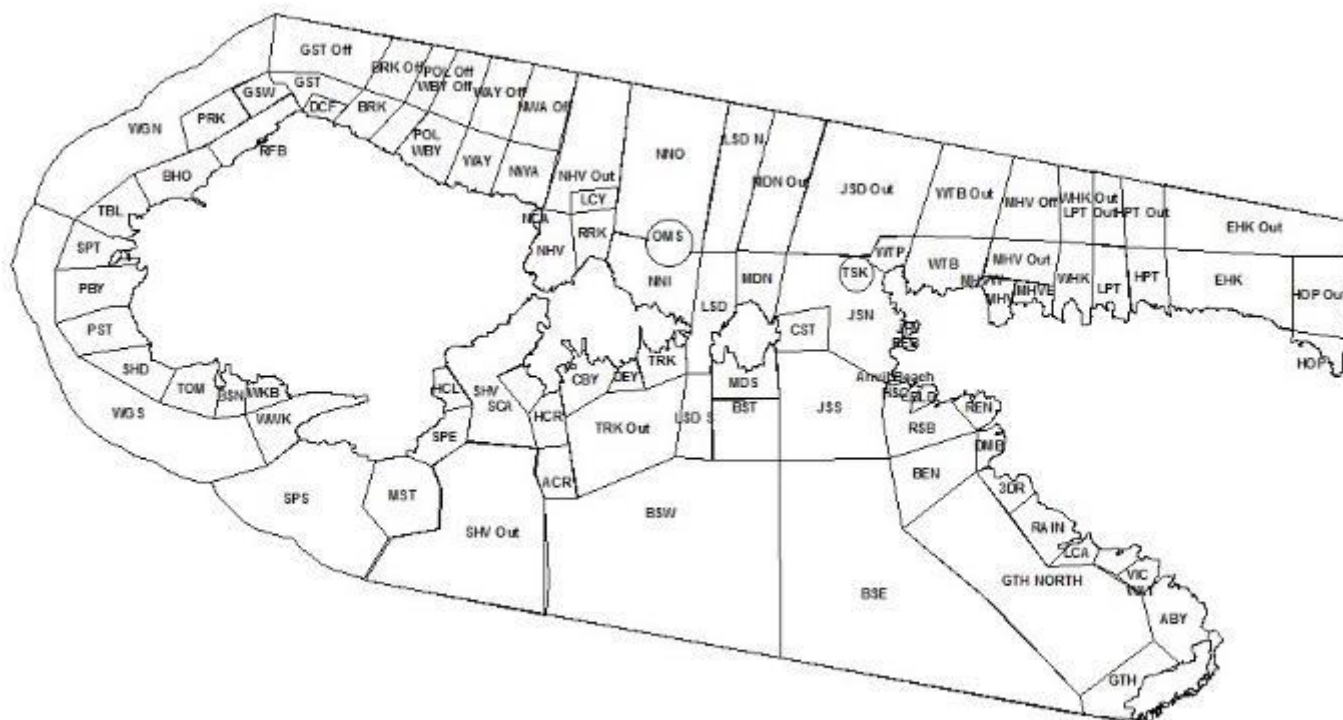 GST Off
BRK Off
POL Off
WBY Off
WAY Off
NWA Of
GSW
GST
DCF
BRK
PRK
WGN
RFB
POL
WBY
WAY
NWA
BHO
NNO
LSD N
MDN Out
JSD Out
WTB Out
MHV Off
WHK Out
LPT Out
HPT Out
EHK Out
NHV Out
LCY
TBL
NCA
RRK
OMS
SPT
NHV
WTP
MHV Out
NNI
MDN
TSK
WTB
WHK
LPT
HPT
EHK
HOP Out
PBY
LSD
MHV
MHVE
PST
CST
JSN
SHD
HOP
TRK
TOM
BSN
WKB
HCL
SHV
SCA
CBY
DEY
MDS
Anvil Beach
WGS
WWK
HCR
BST
JSS
REN
LSD S
TRK Out
RSB
SPE
DMB
BEN
ACR
3DR
SPS
MST
BSW
RAIN
SHV Out
LCA
GTH NORTH
VIC
BSE
ABY
GTH